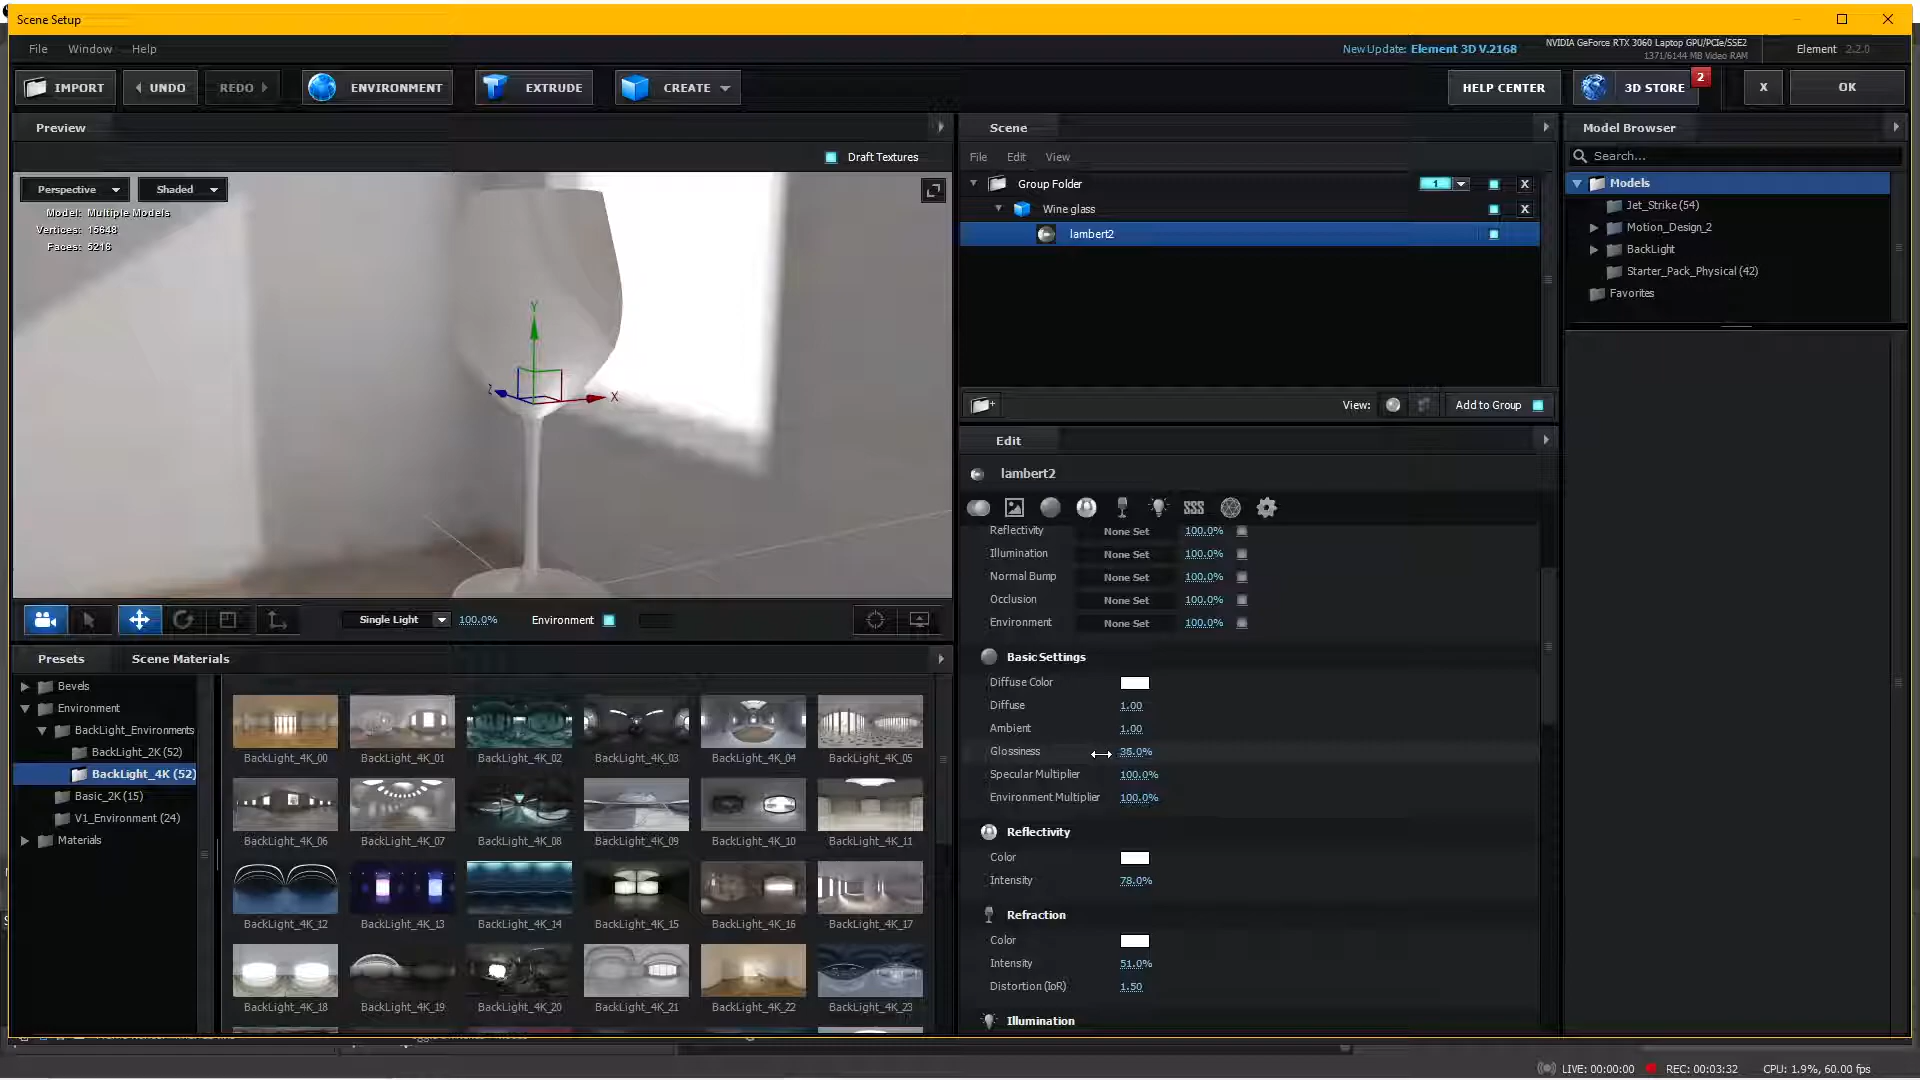 Scene Setup
File Window Help
New Update: Element 3D V.2168
NVIDIA GeForce RTX 3060 Laptop GPU/PCIe/SSE2
1371/6144 MB Video RAM
Element 2.2.0
IMPORT
UNDO
REDO
ENVIRONMENT
EXTRUDE
CREATE
HELP CENTER
3D STORE
2
X
OK
Preview
Draft Textures
Perspective
Shaded
Model: Multiple Models
Vertices: 15648
Faces: 5216
Y
Z
X
Single Light
100.0%
Environment
Presets
Scene Materials
Bevels
Environment
BackLight_Environments
BackLight_2K (52)
BackLight_4K (52)
Basic_2K (15)
V1_Environment (24)
Materials
BackLight_4K_00 BackLight_4K_01 BackLight_4K_02 BackLight_4K_03 BackLight_4K_04 BackLight_4K_05
BackLight_4K_06 BackLight_4K_07 BackLight_4K_08 BackLight_4K_09 BackLight_4K_10 BackLight_4K_11
BackLight_4K_12 BackLight_4K_13 BackLight_4K_14 BackLight_4K_15 BackLight_4K_16 BackLight_4K_17
BackLight_4K_18 BackLight_4K_19 BackLight_4K_20 BackLight_4K_21 BackLight_4K_22 BackLight_4K_23
Scene
File Edit View
Group Folder
1
X
Wine glass
X
lambert2
View:
Add to Group
Edit
lambert2
SSS
Reflectivity None Set 100.0%
Illumination None Set 100.0%
Normal Bump None Set 100.0%
Occlusion None Set 100.0%
Environment None Set 100.0%
Basic Settings
Diffuse Color
Diffuse 1.00
Ambient 1.00
Glossiness 36.0%
Specular Multiplier 100.0%
Environment Multiplier 100.0%
Reflectivity
Color
Intensity 78.0%
Refraction
Color
Intensity 51.0%
Distortion (IoR) 1.50
Illumination
Model Browser
Search...
Models
Jet_Strike (54)
Motion_Design_2
BackLight
Starter_Pack_Physical (42)
Favorites
LIVE: 00:00:00
REC: 00:03:32
CPU: 1.9%, 60.00 fps